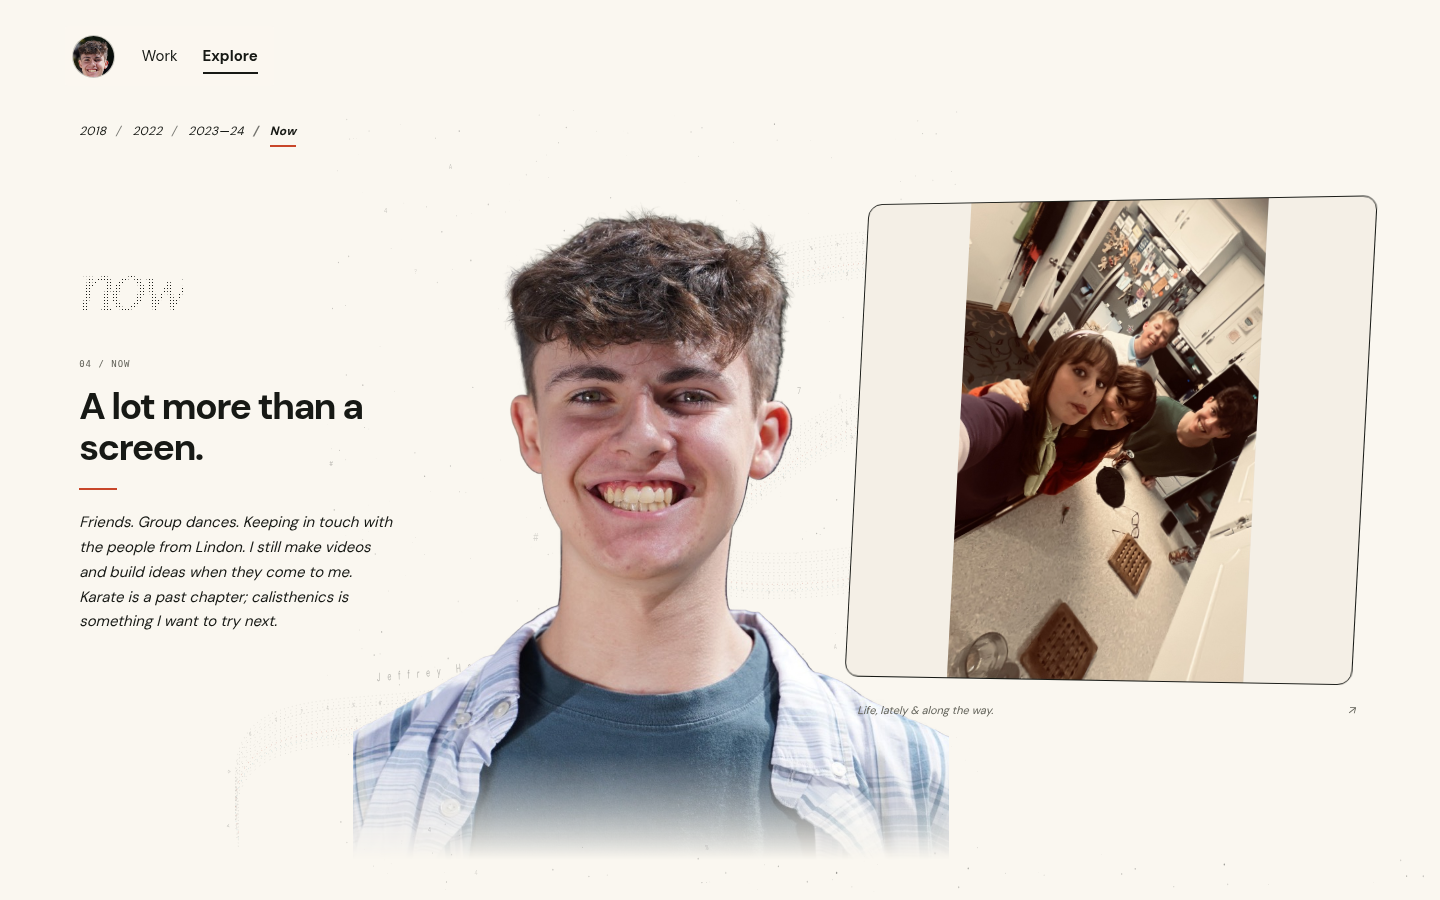 Work Explore
2018 / 2022 / 2023—24 / Now
now
04 / NOW
A lot more than a
screen.
Friends. Group dances. Keeping in touch with
the people from Lindon. I still make videos
and build ideas when they come to me.
Karate is a past chapter; calisthenics is
something I want to try next.
Jeffrey
Life, lately & along the way.